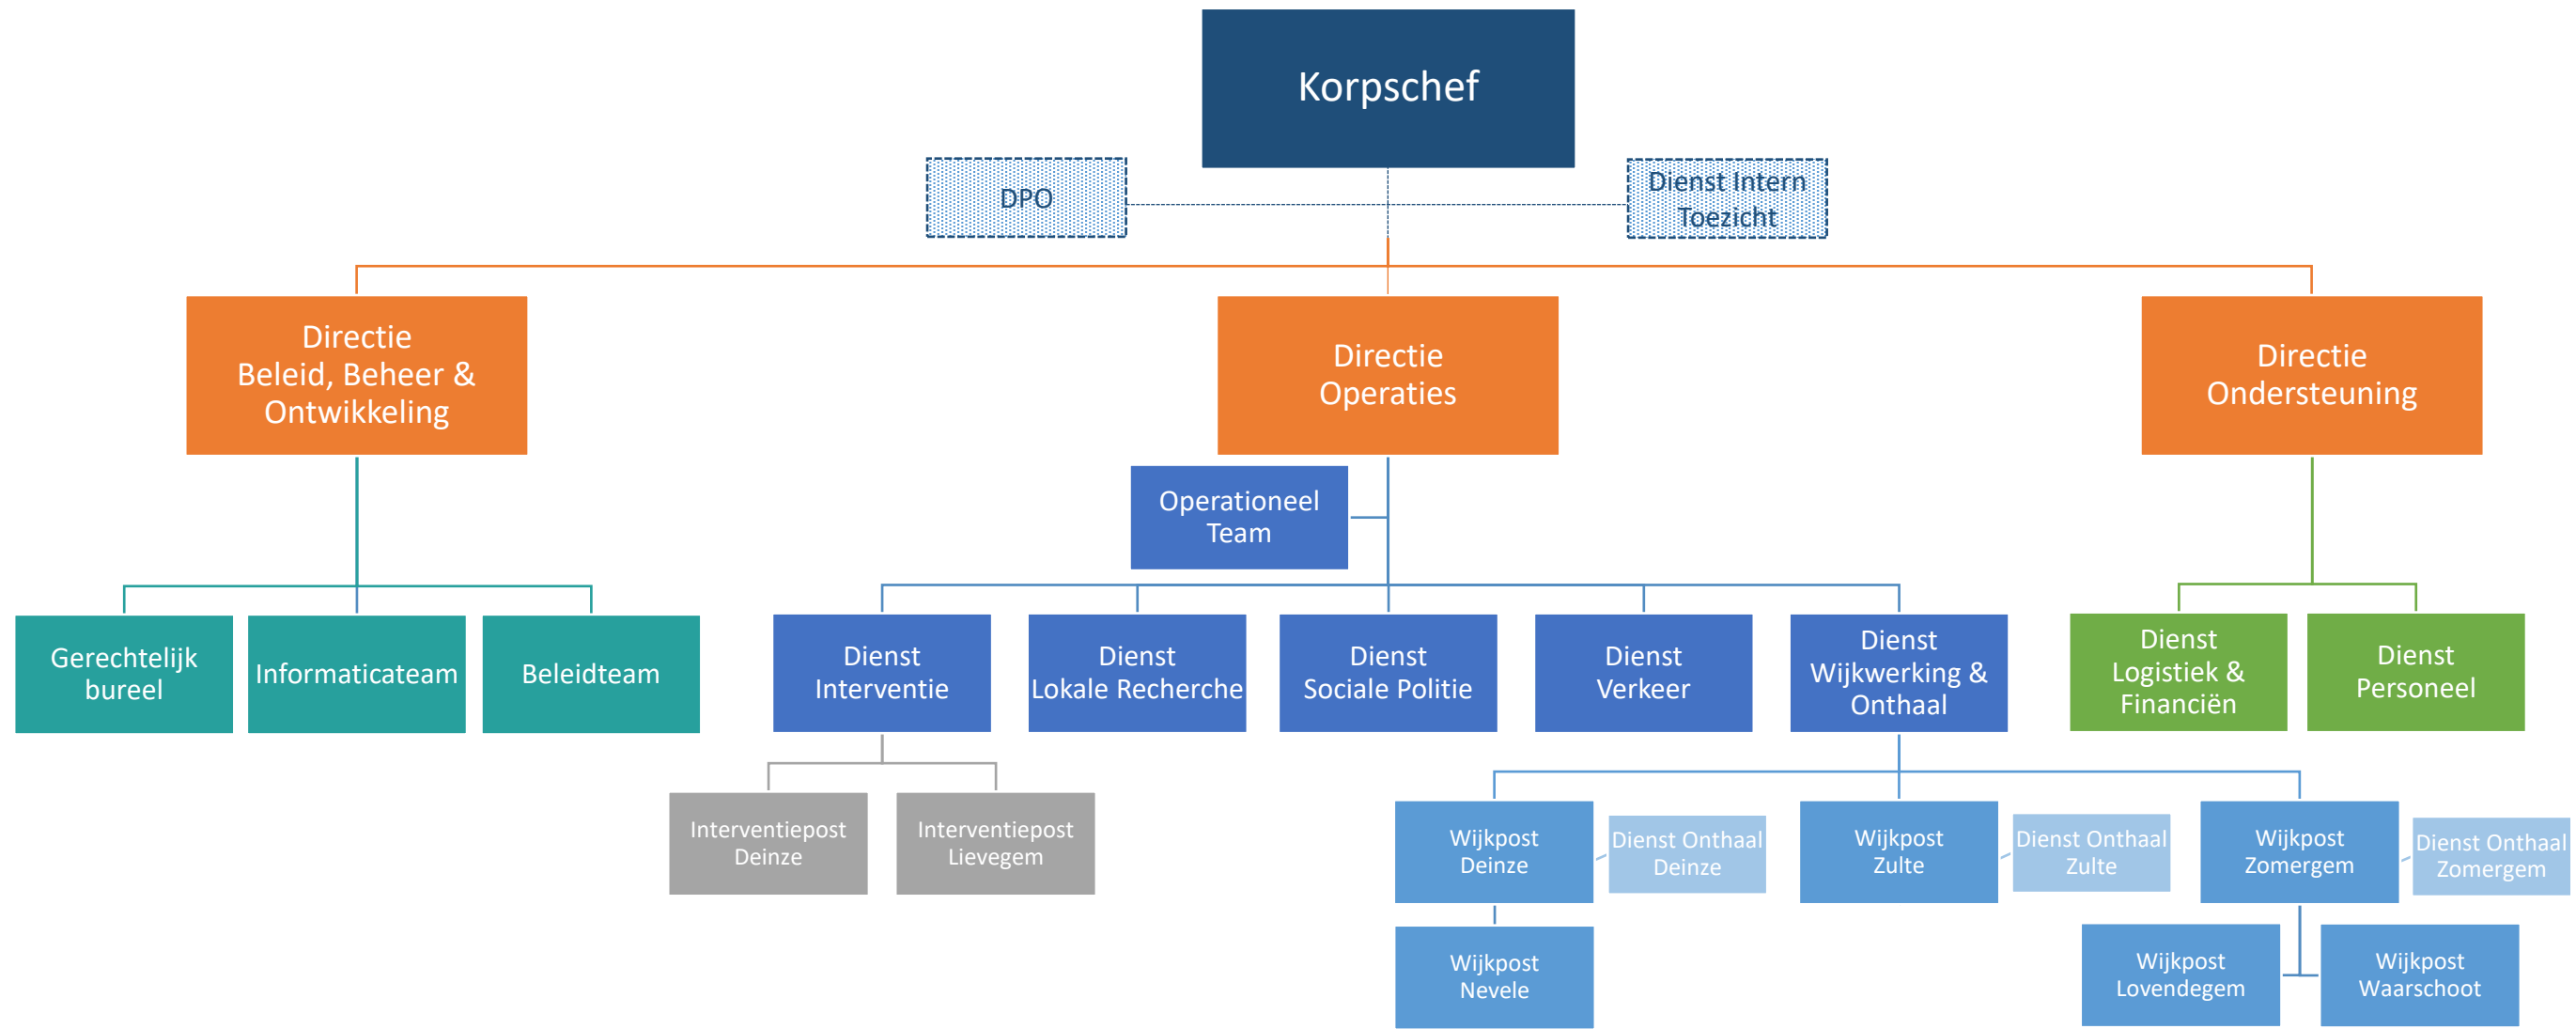 Korpschef
DPO
Dienst Intern
Toezicht
Directie
Beleid, Beheer &
Ontwikkeling
Directie
Operaties
Directie
Ondersteuning
Operationeel
Team
Gerechtelijk
bureel
Informaticateam
Beleidteam
Dienst
Interventie
Dienst
Lokale Recherche
Dienst
Sociale Politie
Dienst
Verkeer
Dienst
Wijkwerking &
Onthaal
Dienst
Logistiek &
Financiën
Dienst
Personeel
Interventiepost
Deinze
Interventiepost
Lievegem
Wijkpost
Deinze
Dienst Onthaal
Deinze
Wijkpost
Zulte
Dienst Onthaal
Zulte
Wijkpost
Zomergem
Dienst Onthaal
Zomergem
Wijkpost
Nevele
Wijkpost
Lovendegem
Wijkpost
Waarschoot